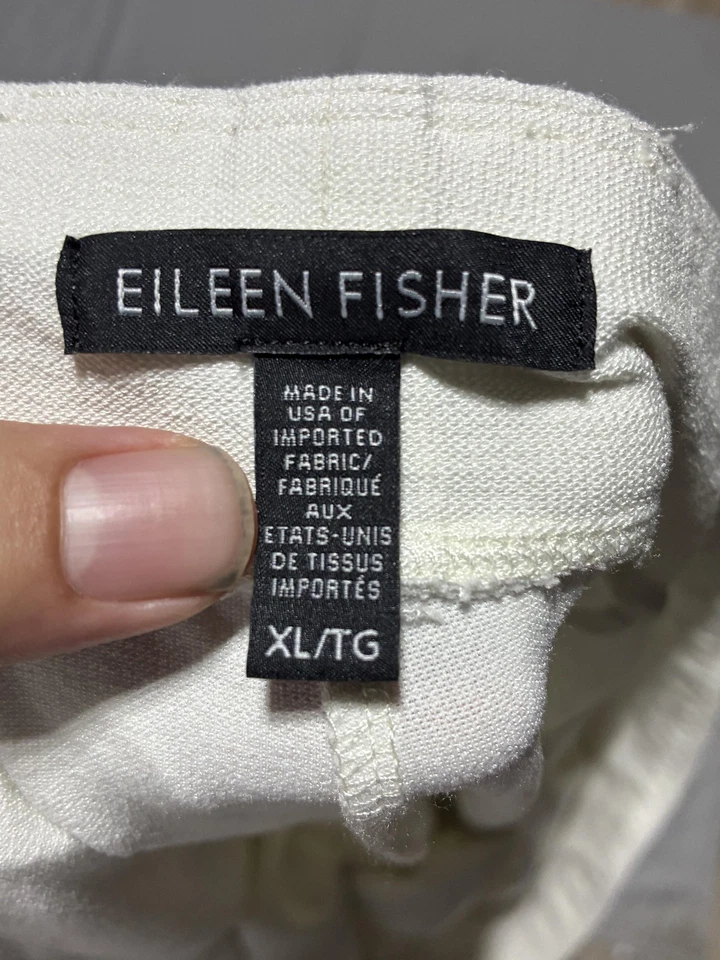 EILEEN FISHER
MADE IN
USA OF
IMPORTED
FABRIC/
FABRIQUÉ
AUX
ETATS-UNIS
DE TISSUS
IMPORTÉS
XL/TG